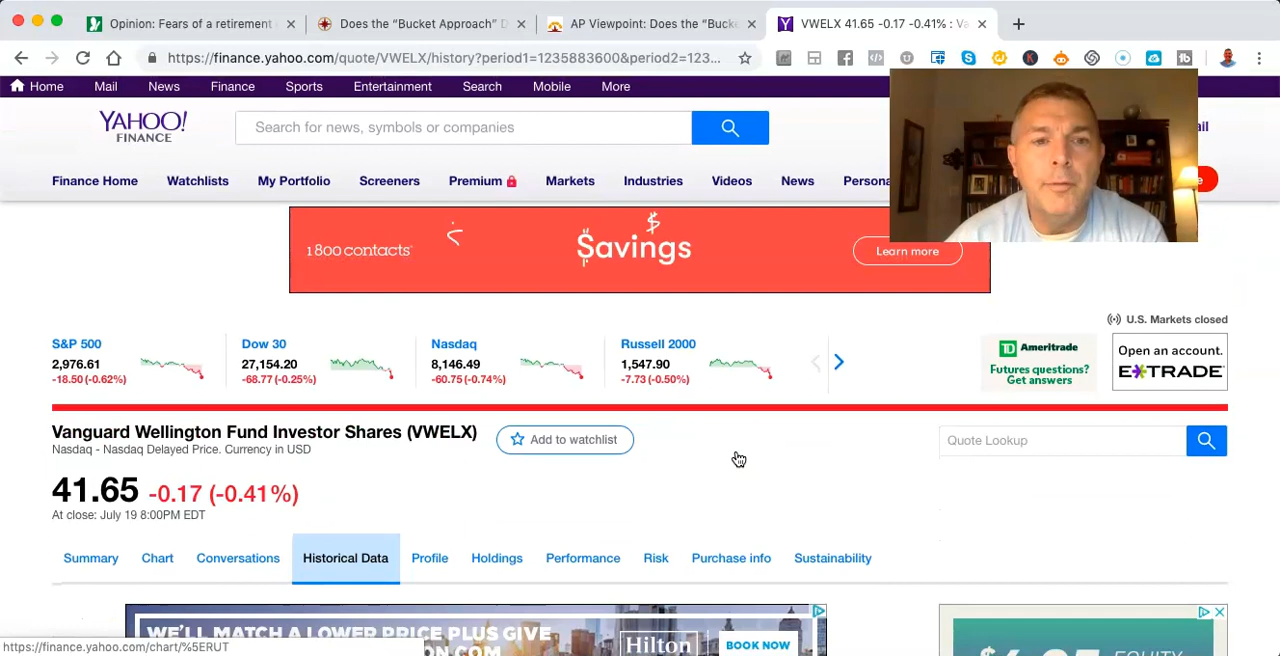 Opinion: Fears of a retirement
Does the “Bucket Approach” D
AP Viewpoint: Does the “Bucke
VWELX 41.65 -0.17 -0.41% : Va
https://finance.yahoo.com/quote/VWELX/history?period1=1235883600&period2=123...
Home Mail News Finance Sports Entertainment Search Mobile More
YAHOO!
FINANCE
Search for news, symbols or companies
Finance Home Watchlists My Portfolio Screeners Premium Markets Industries Videos News Persona
1800contacts
$avings
Learn more
U.S. Markets closed
S&P 500 Dow 30 Nasdaq Russell 2000
2,976.61 27,154.20 8,146.49 1,547.90
-18.50 (-0.62%) -68.77 (-0.25%) -60.75 (-0.74%) -7.73 (-0.50%)
TD Ameritrade
Futures questions?
Get answers
Open an account.
E*TRADE
Vanguard Wellington Fund Investor Shares (VWELX)
Add to watchlist
Quote Lookup
Nasdaq - Nasdaq Delayed Price. Currency in USD
41.65 -0.17 (-0.41%)
At close: July 19 8:00PM EDT
Summary Chart Conversations Historical Data Profile Holdings Performance Risk Purchase info Sustainability
WE'LL MATCH A LOWER PRICE PLUS GIVE
Hilton
BOOK NOW
EQUITY
https://finance.yahoo.com/chart/%5ERUT